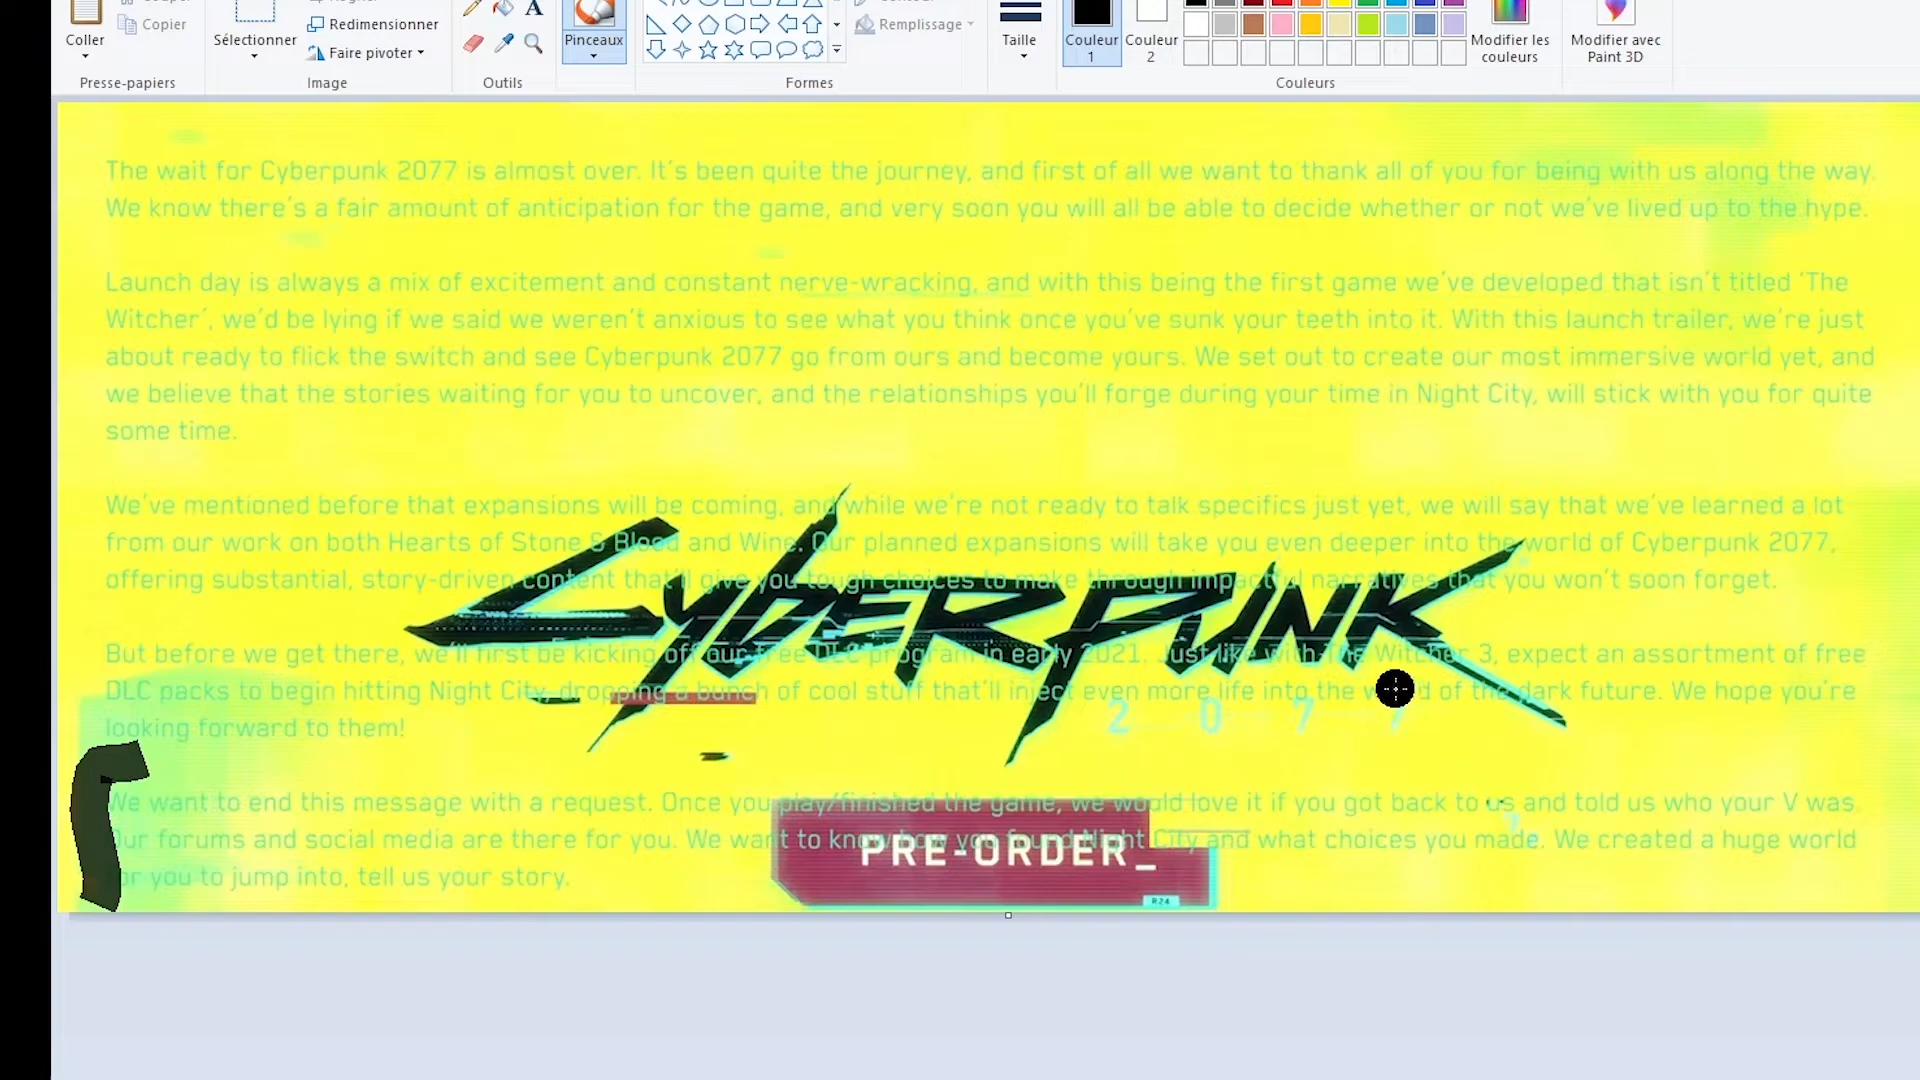 Coller
Copier
Presse-papiers
Sélectionner
Redimensionner
Faire pivoter
Image
A
Outils
Pinceaux
Remplissage
Formes
Taille
Couleur 1
Couleur 2
Modifier les couleurs
Couleurs
Modifier avec Paint 3D
The wait for Cyberpunk 2077 is almost over. It's been quite the journey, and first of all we want to thank all of you for being with us along the way.
We know there's a fair amount of anticipation for the game, and very soon you will all be able to decide whether or not we've lived up to the hype.
Launch day is always a mix of excitement and constant nerve-wracking, and with this being the first game we've developed that isn't titled 'The
Witcher', we'd be lying if we said we weren't anxious to see what you think once you've sunk your teeth into it. With this launch trailer, we're just
about ready to flick the switch and see Cyberpunk 2077 go from ours and become yours. We set out to create our most immersive world yet, and
we believe that the stories waiting for you to uncover, and the relationships you'll forge during your time in Night City, will stick with you for quite
some time.
We've mentioned before that expansions will be coming, and while we're not ready to talk specifics just yet, we will say that we've learned a lot
from our work on both Hearts of Stone & Blood and Wine. Our planned expansions will take you even deeper into the world of Cyberpunk 2077,
offering substantial, story-driven content that'll give you tough choices to make through impactful narratives that you won't soon forget.
CYBERPUNK
But before we get there, we'll first be kicking off our free DLC program in early 2021. Just like with The Witcher 3, expect an assortment of free
DLC packs to begin hitting Night City, dropping a bunch of cool stuff that'll inject even more life into the world of the dark future. We hope you're
2077
looking forward to them!
We want to end this message with a request. Once you play/finished the game, we would love it if you got back to us and told us who your V was.
Our forums and social media are there for you. We want to know how you found Night City and what choices you made. We created a huge world
PRE-ORDER_
for you to jump into, tell us your story.
R24